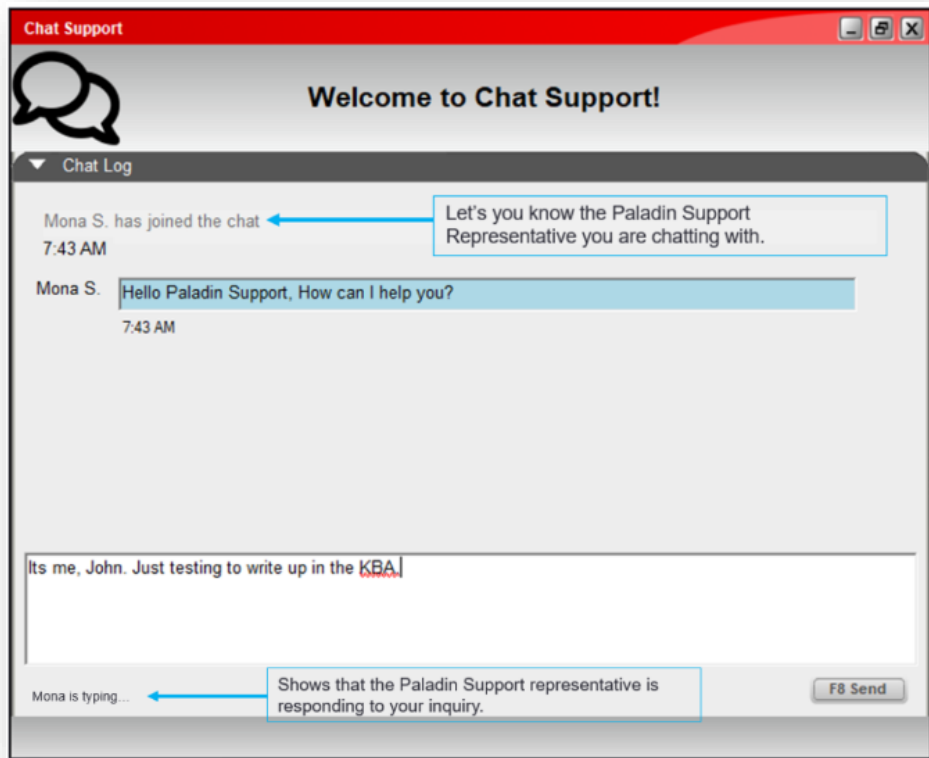 Chat Support
Welcome to Chat Support!
Chat Log
Mona S. has joined the chat
Let's you know the Paladin Support
Representative you are chatting with.
7:43 AM
Mona S.
Hello Paladin Support, How can I help you?
7:43 AM
Its me, John. Just testing to write up in the KBA.
Mona is typing...
Shows that the Paladin Support representative is
responding to your inquiry.
F8 Send